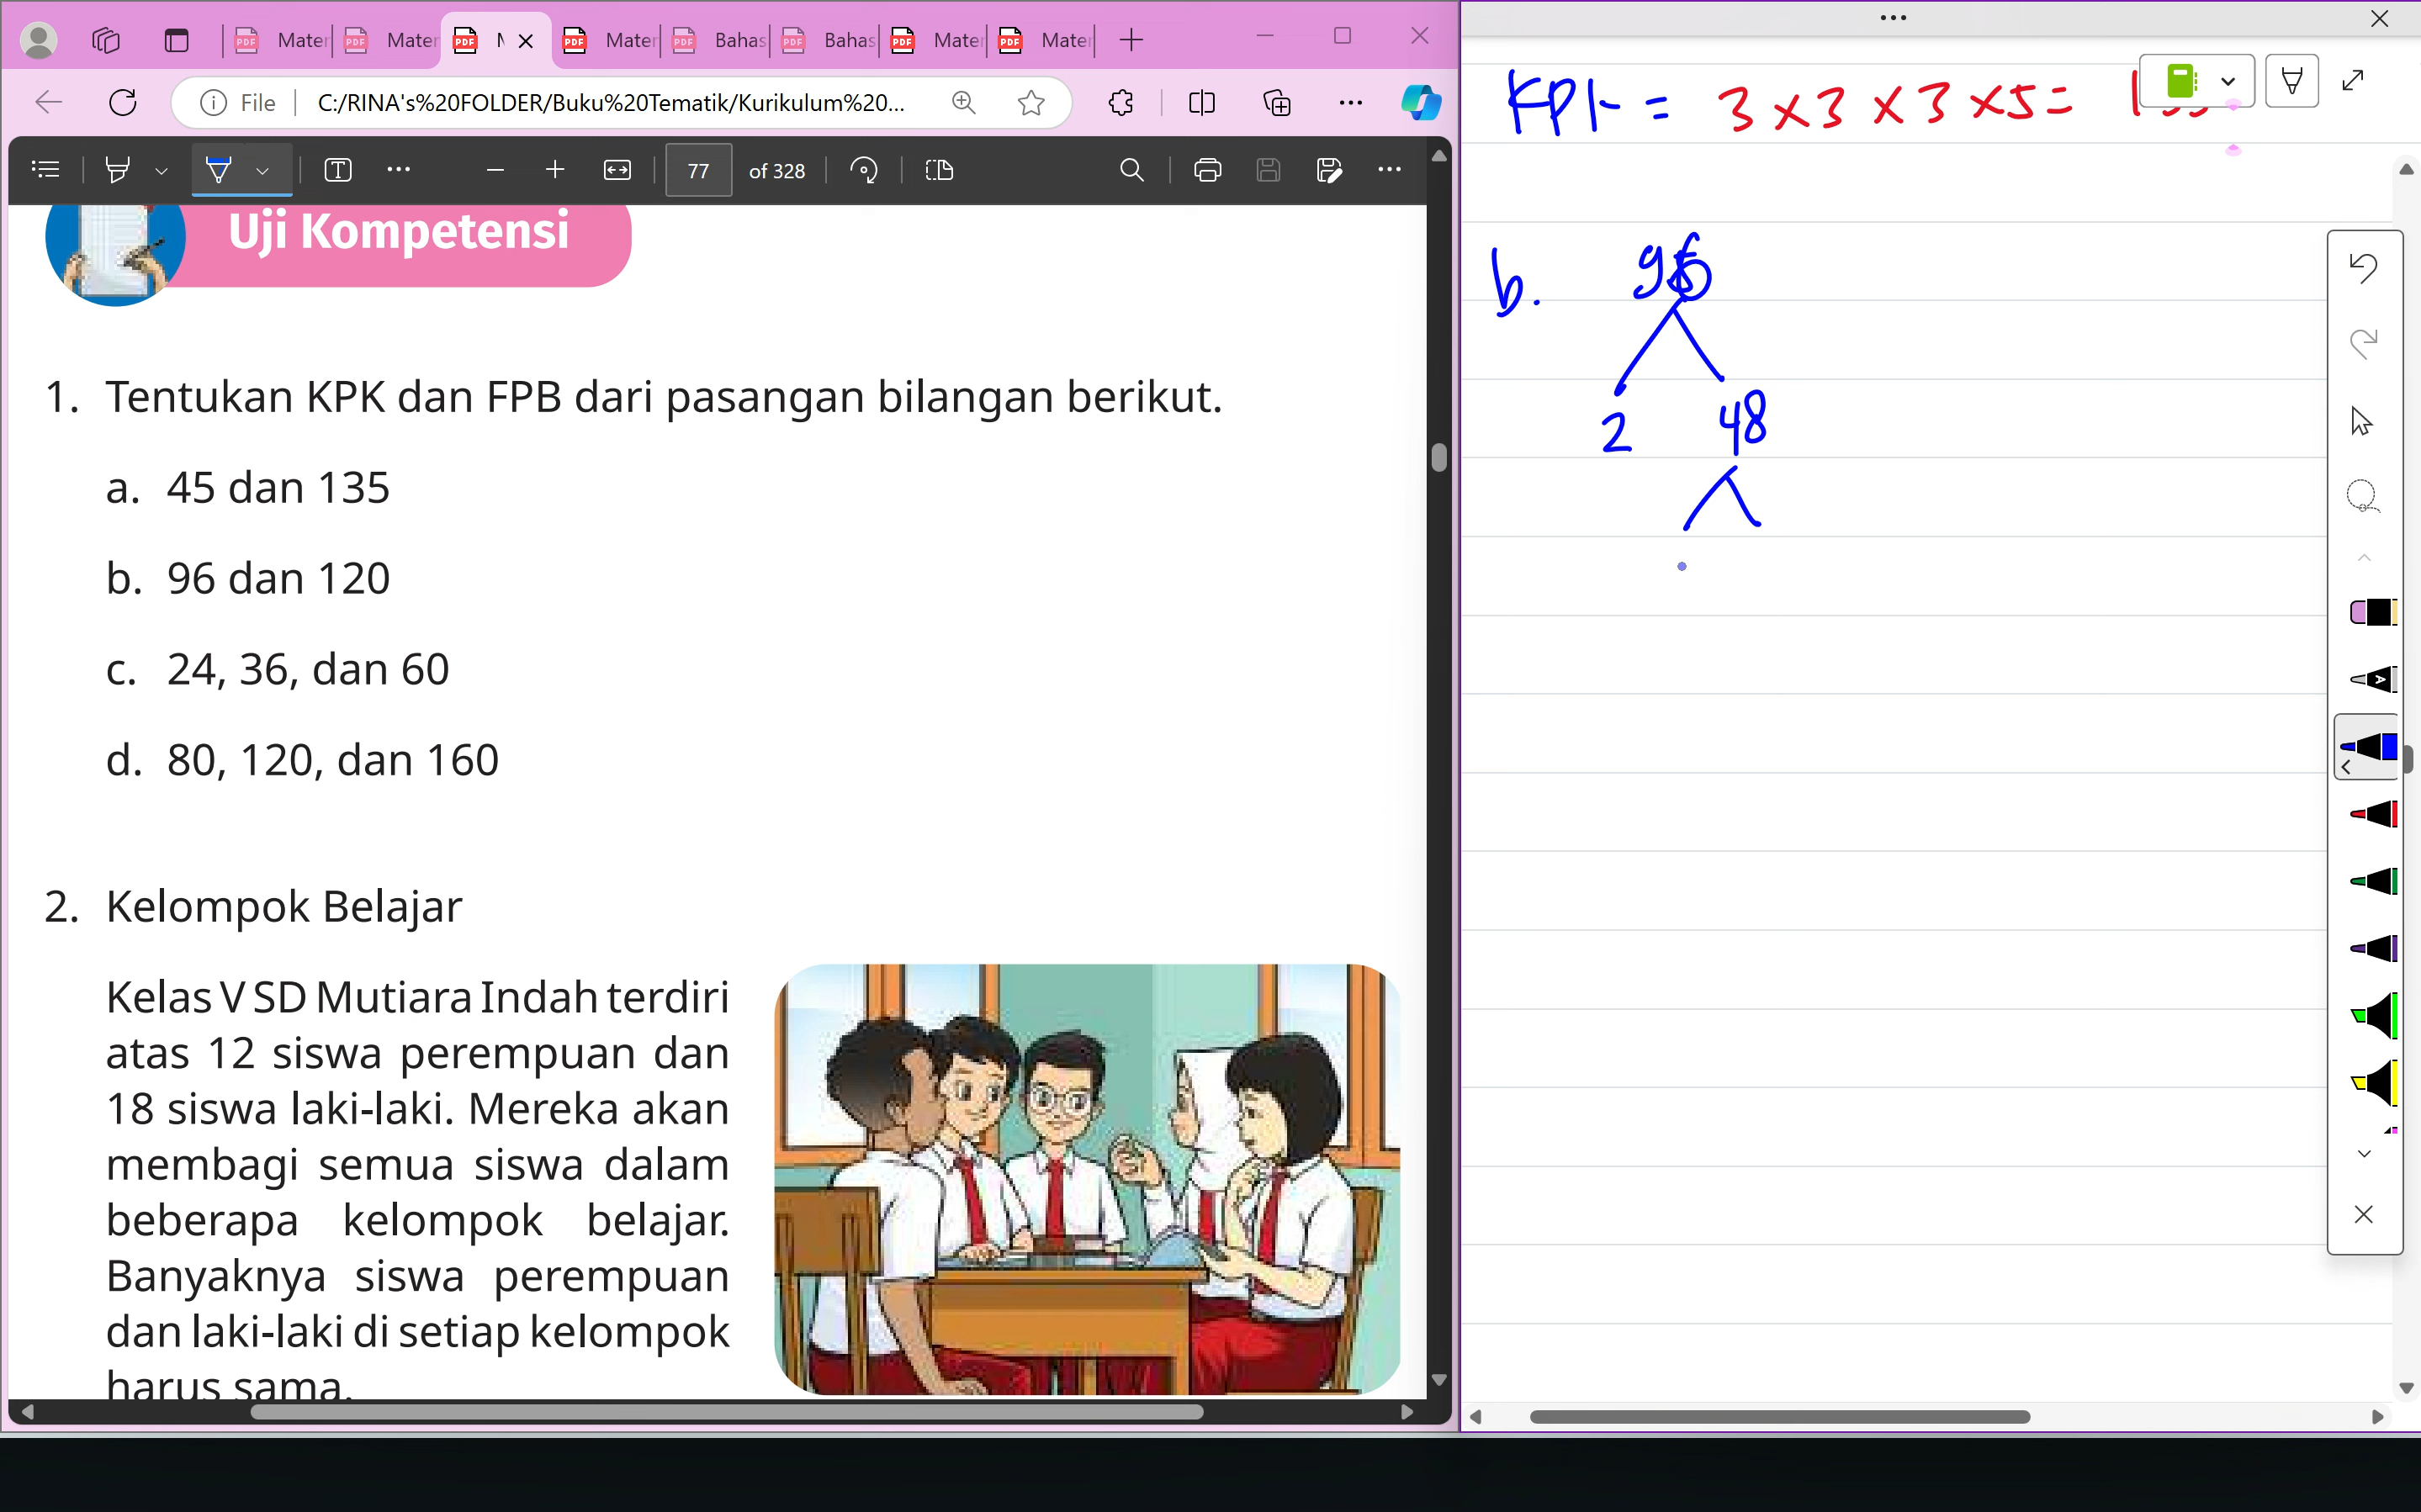 Mater
Mater
Mater
Bahas
Bahas
Mate
Mate
File
C:/RINA's%20FOLDER/Buku%20Tematik/Kurikulum%20...
77 of 328
Uji Kompetensi
1. Tentukan KPK dan FPB dari pasangan bilangan berikut.
a. 45 dan 135
b. 96 dan 120
c. 24, 36, dan 60
d. 80, 120, dan 160
2. Kelompok Belajar
Kelas V SD Mutiara Indah terdiri
atas 12 siswa perempuan dan
18 siswa laki-laki. Mereka akan
membagi semua siswa dalam
beberapa kelompok belajar.
Banyaknya siswa perempuan
dan laki-laki di setiap kelompok
harus sama.
KPK = 3 x 3 x 3 x 5 =
b. 96
2 48